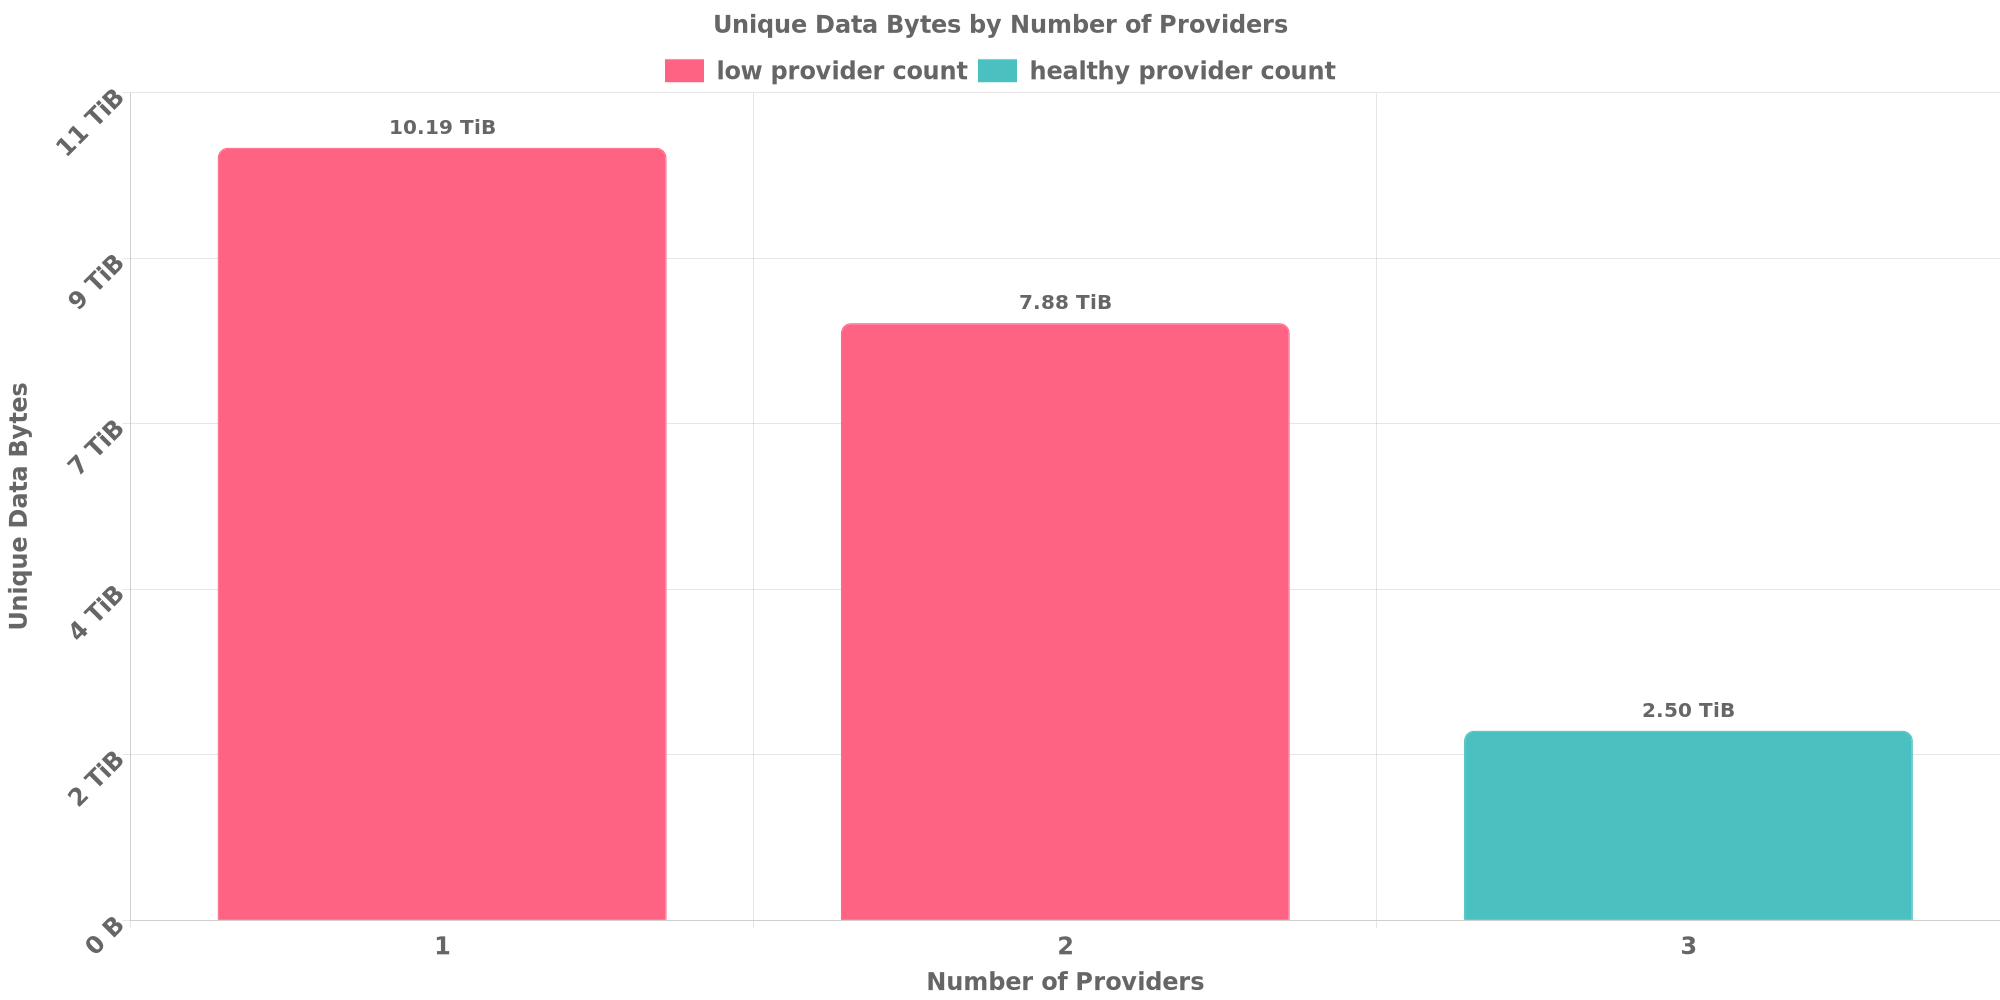 Unique Data Bytes by Number of Providers
low provider count healthy provider count
11 TiB
9 TiB
7 TiB
4 TiB
2 TiB
0 B
Unique Data Bytes
10.19 TiB
7.88 TiB
2.50 TiB
1 2 3
Number of Providers